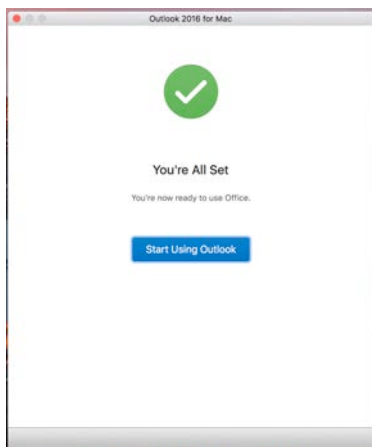 Outlook 2016 for Mac
You're All Set
You're now ready to use Office.
Start Using Outlook